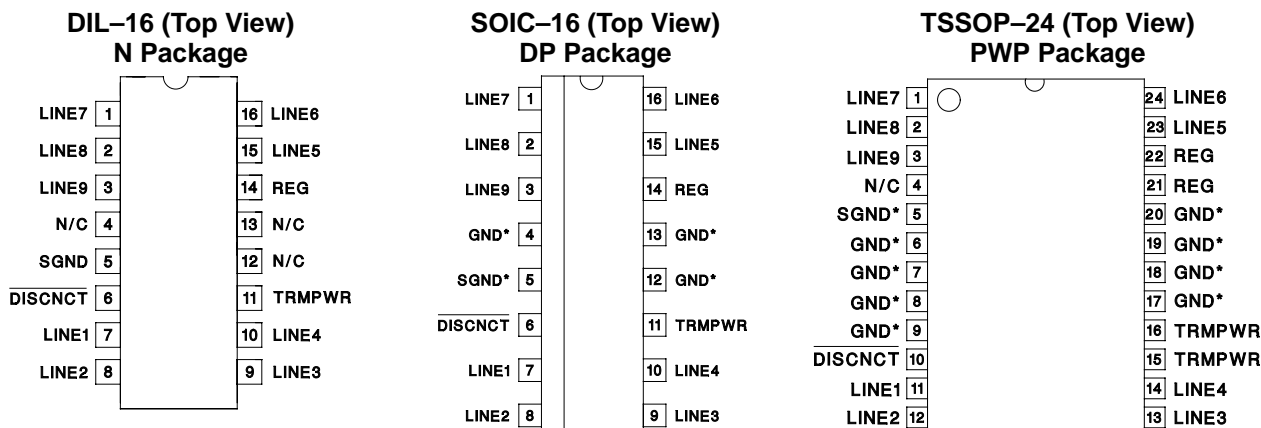 DIL–16 (Top View)
N Package
LINE7 1 16 LINE6
LINE8 2 15 LINE5
LINE9 3 14 REG
N/C 4 13 N/C
SGND 5 12 N/C
DISCNCT 6 11 TRMPWR
LINE1 7 10 LINE4
LINE2 8 9 LINE3
SOIC–16 (Top View)
DP Package
LINE7 1 16 LINE6
LINE8 2 15 LINE5
LINE9 3 14 REG
GND* 4 13 GND*
SGND* 5 12 GND*
DISCNCT 6 11 TRMPWR
LINE1 7 10 LINE4
LINE2 8 9 LINE3
TSSOP–24 (Top View)
PWP Package
LINE7 1 24 LINE6
LINE8 2 23 LINE5
LINE9 3 22 REG
N/C 4 21 REG
SGND* 5 20 GND*
GND* 6 19 GND*
GND* 7 18 GND*
GND* 8 17 GND*
GND* 9 16 TRMPWR
DISCNCT 10 15 TRMPWR
LINE1 11 14 LINE4
LINE2 12 13 LINE3